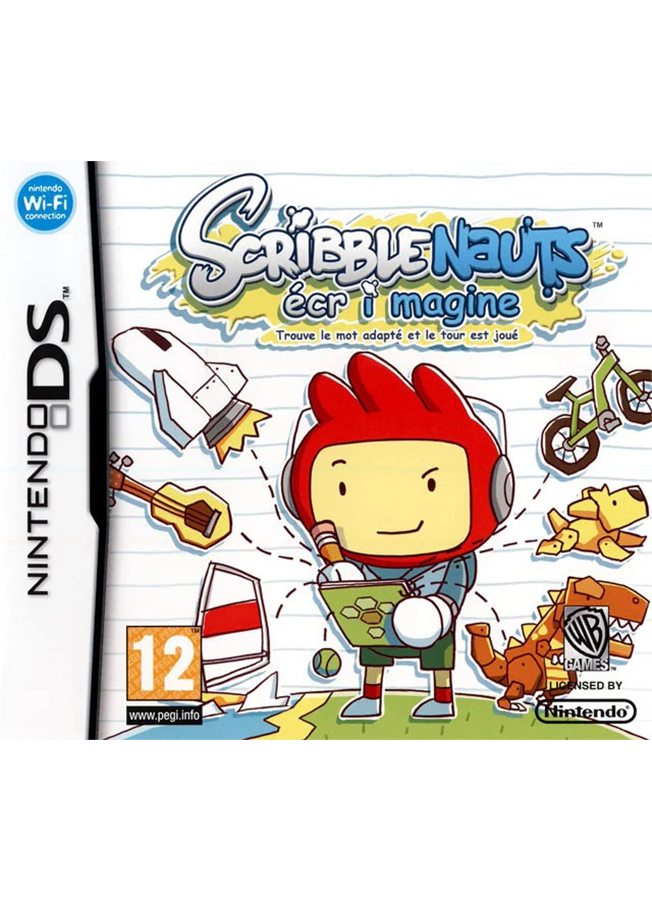 nintendo
Wi-Fi
connection
NINTENDO DS™
SCRIBBLENAUTS™
écr i magine
Trouve le mot adapté et le tour est joué
12
www.pegi.info
WB
GAMES
LICENSED BY
Nintendo